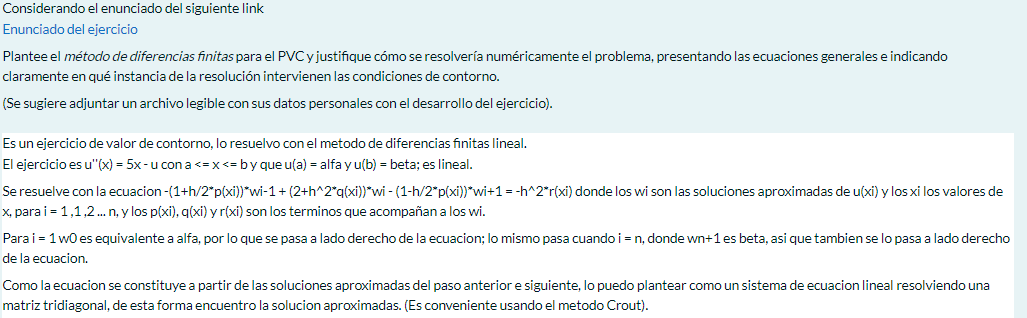 Considerando el enunciado del siguiente link
Enunciado del ejercicio
Plantee el método de diferencias finitas para el PVC y justifique cómo se resolvería numéricamente el problema, presentando las ecuaciones generales e indicando
claramente en qué instancia de la resolución intervienen las condiciones de contorno.
(Se sugiere adjuntar un archivo legible con sus datos personales con el desarrollo del ejercicio).
Es un ejercicio de valor de contorno, lo resuelvo con el metodo de diferencias finitas lineal.
El ejercicio es u''(x) = 5x - u con a <= x <= b y que u(a) = alfa y u(b) = beta; es lineal.
Se resuelve con la ecuacion -(1+h/2*p(xi))*wi-1 + (2+h^2*q(xi))*wi - (1-h/2*p(xi))*wi+1 = -h^2*r(xi) donde los wi son las soluciones aproximadas de u(xi) y los xi los valores de
x, para i = 1 ,1 ,2 ... n, y los p(xi), q(xi) y r(xi) son los terminos que acompañan a los wi.
Para i = 1 w0 es equivalente a alfa, por lo que se pasa a lado derecho de la ecuacion; lo mismo pasa cuando i = n, donde wn+1 es beta, asi que tambien se lo pasa a lado derecho
de la ecuacion.
Como la ecuacion se constituye a partir de las soluciones aproximadas del paso anterior e siguiente, lo puedo plantear como un sistema de ecuacion lineal resolviendo una
matriz tridiagonal, de esta forma encuentro la solucion aproximadas. (Es conveniente usando el metodo Crout).